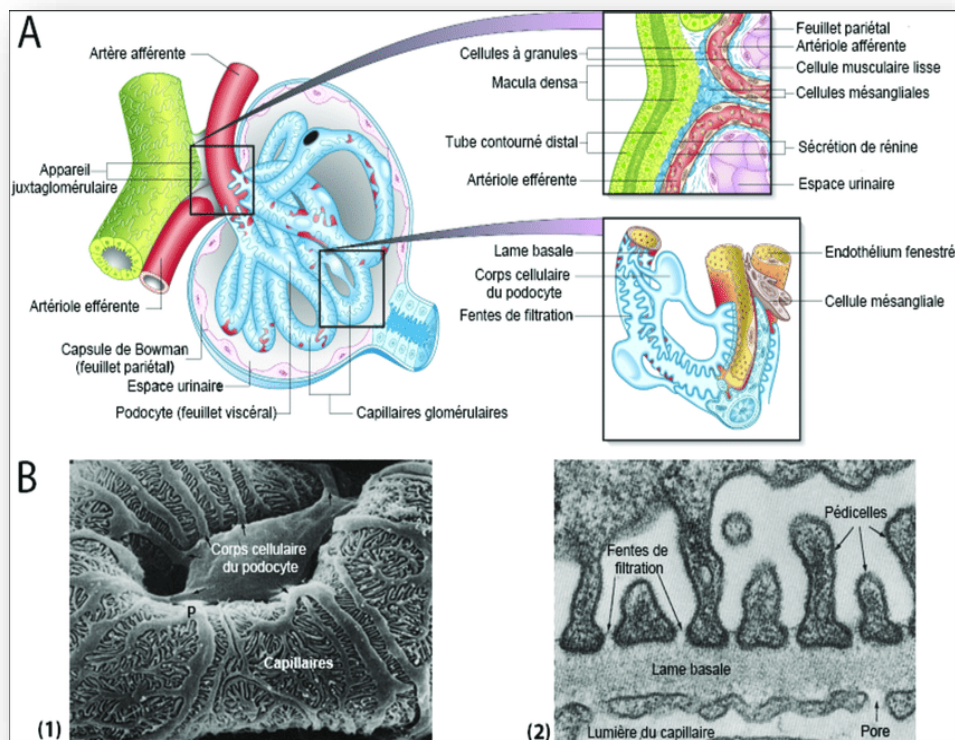 A
Artère afférente
Appareil
juxtaglomérulaire
Artériole efférente
Capsule de Bowman
(feuillet pariétal)
Espace urinaire
Podocyte (feuillet viscéral)
Capillaires glomérulaires
Cellules à granules
Macula densa
Tube contourné distal
Artériole efférente
Feuillet pariétal
Artériole afférente
Cellule musculaire lisse
Cellules mésangliales
Sécrétion de rénine
Espace urinaire
Lame basale
Corps cellulaire
du podocyte
Fentes de filtration
Endothélium fenestré
Cellule mésangliale
B
Corps cellulaire
du podocyte
P
Capillaires
(1)
Pédicelles
Fentes de
filtration
Lame basale
Lumière du capillaire
Pore
(2)